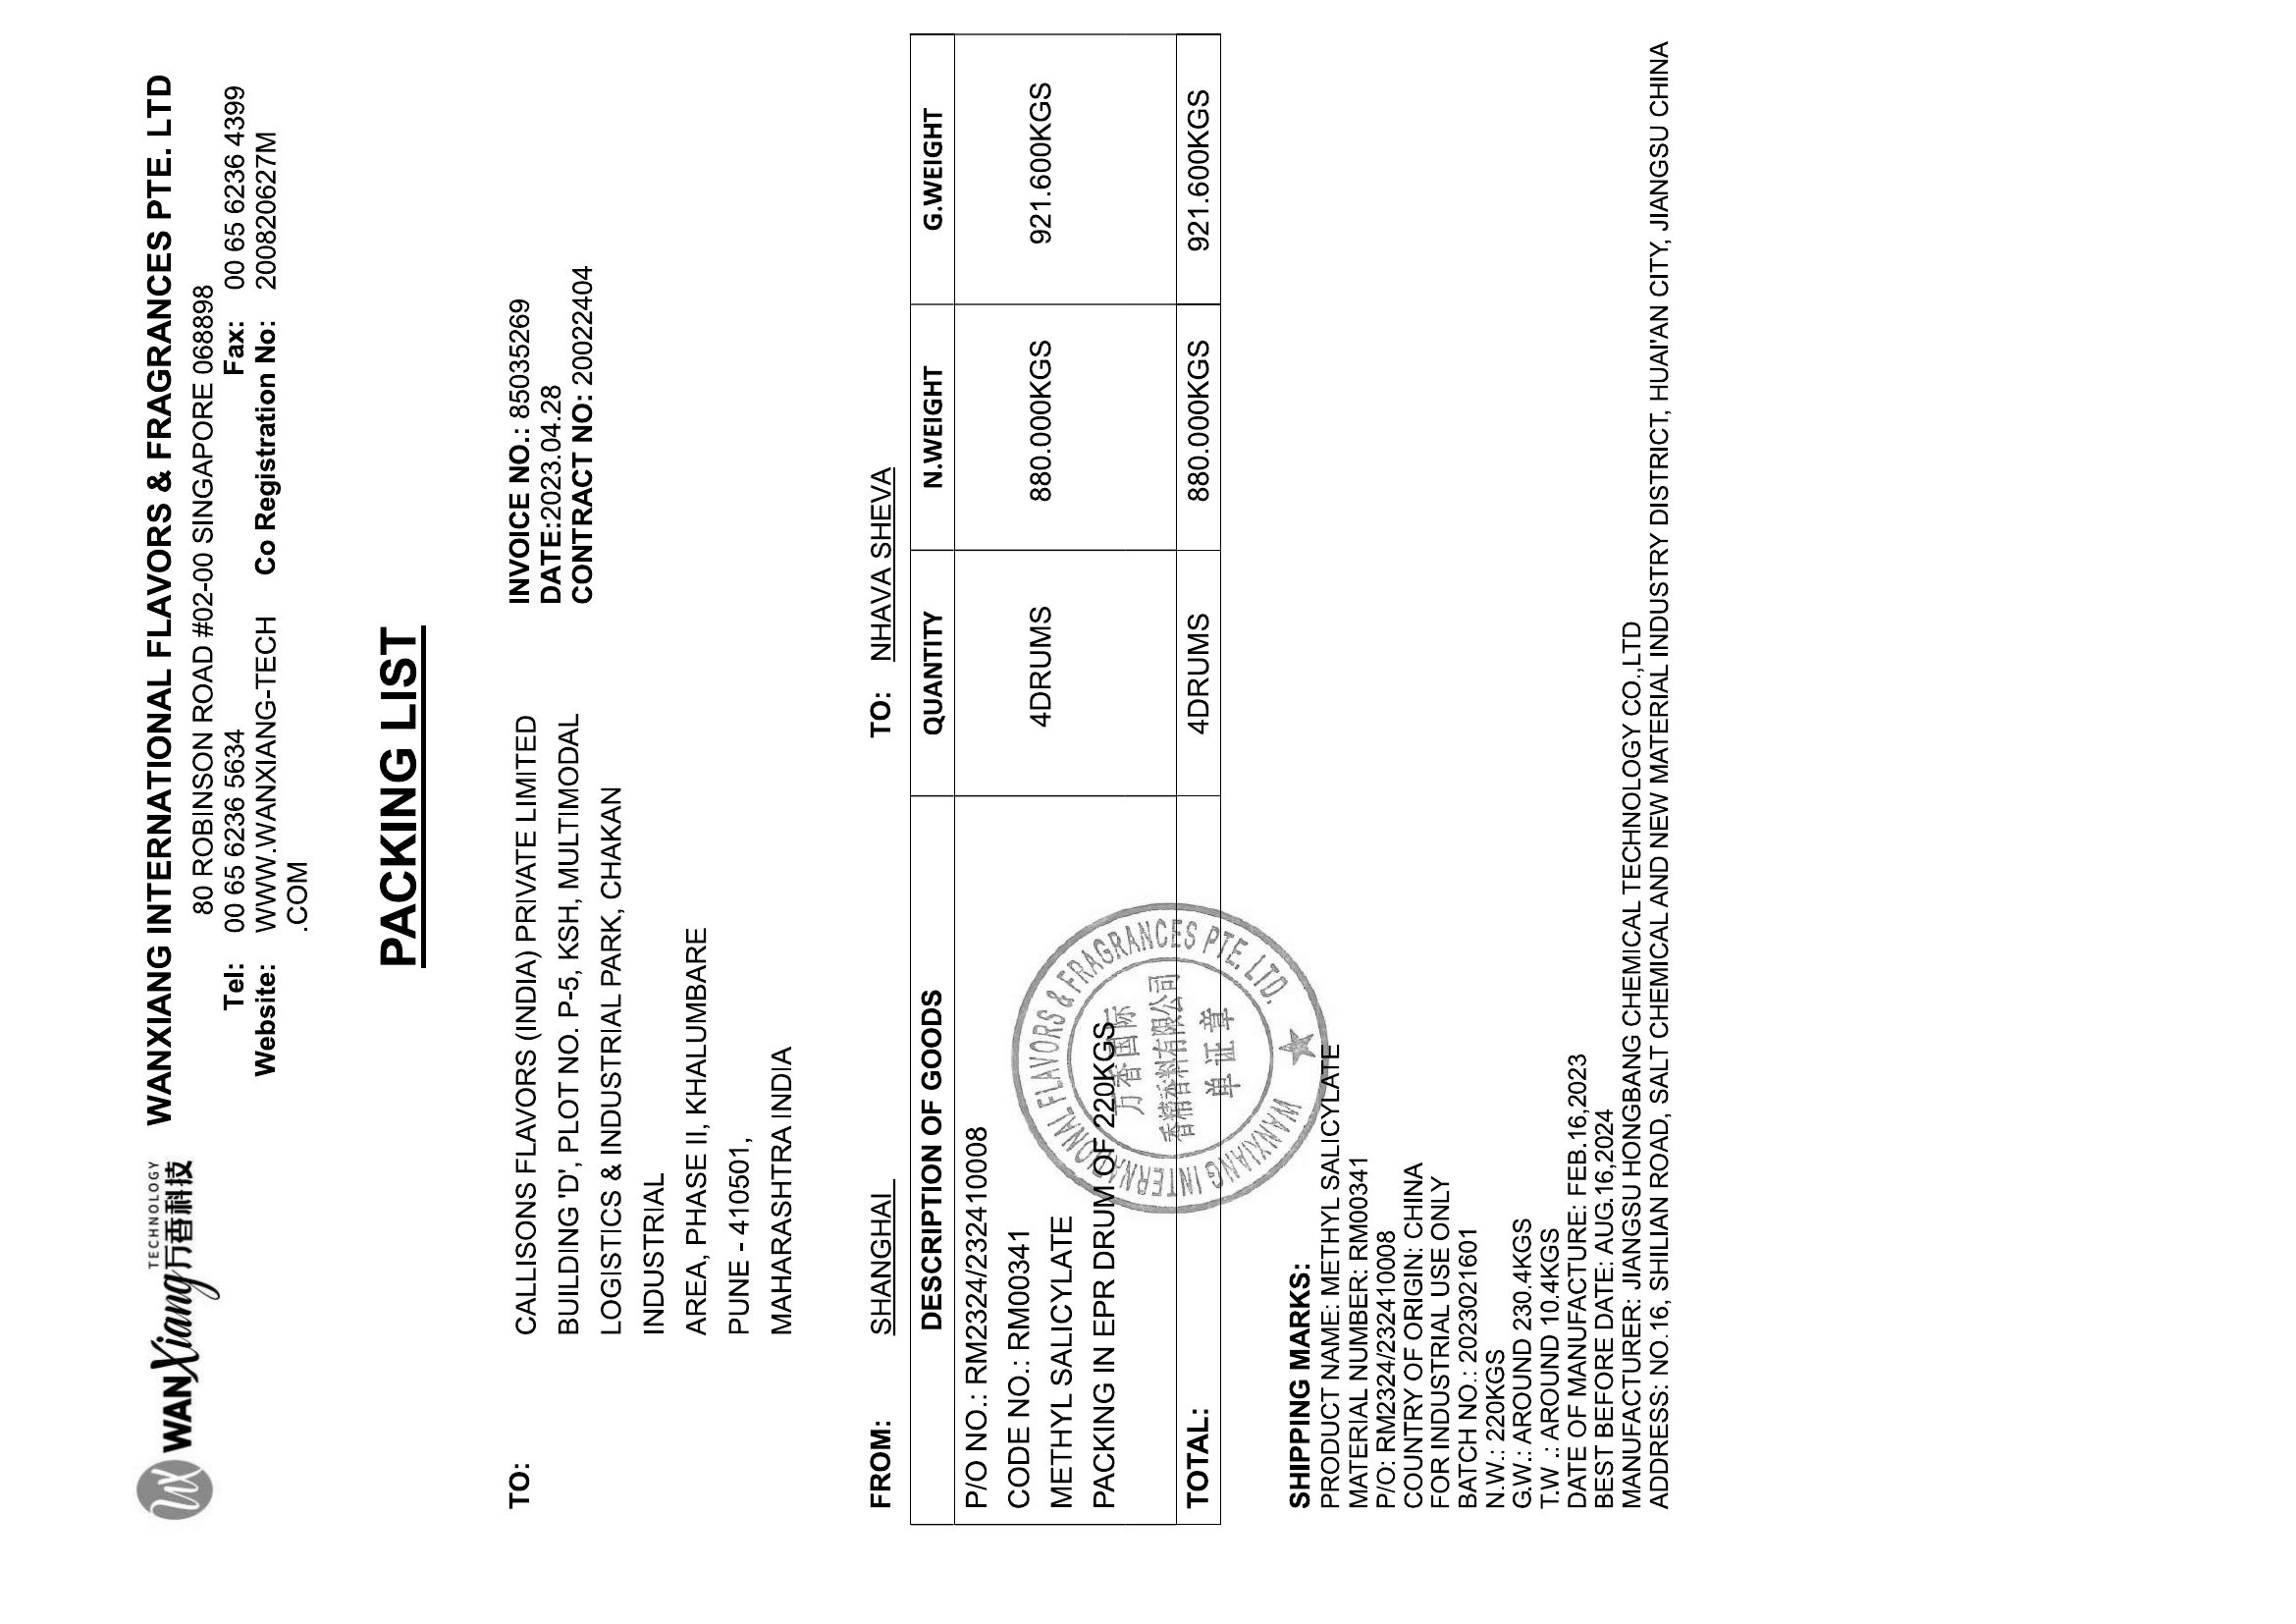 WANXiang TECHNOLOGY 万香科技
WANXIANG INTERNATIONAL FLAVORS & FRAGRANCES PTE. LTD
80 ROBINSON ROAD #02-00 SINGAPORE 068898
Tel: 00 65 6236 5634 Fax: 00 65 6236 4399
Website: WWW.WANXIANG-TECH Co Registration No: 200820627M
.COM
PACKING LIST
TO: CALLISONS FLAVORS (INDIA) PRIVATE LIMITED
BUILDING 'D', PLOT NO. P-5, KSH, MULTIMODAL
LOGISTICS & INDUSTRIAL PARK, CHAKAN
INDUSTRIAL
AREA, PHASE II, KHALUMBARE
PUNE - 410501,
MAHARASHTRA INDIA
INVOICE NO.: 85035269
DATE:2023.04.28
CONTRACT NO: 20022404
FROM: SHANGHAI TO: NHAVA SHEVA
DESCRIPTION OF GOODS QUANTITY N.WEIGHT G.WEIGHT
P/O NO.: RM2324/232410008
CODE NO.: RM00341
METHYL SALICYLATE 4DRUMS 880.000KGS 921.600KGS
PACKING IN EPR DRUM OF 220KGS
TOTAL: 4DRUMS 880.000KGS 921.600KGS
WANXIANG INTERNATIONAL FLAVORS & FRAGRANCES PTE. LTD.
万香国际
香精香料有限公司
单证章
SHIPPING MARKS:
PRODUCT NAME: METHYL SALICYLATE
MATERIAL NUMBER: RM00341
P/O: RM2324/232410008
COUNTRY OF ORIGIN: CHINA
FOR INDUSTRIAL USE ONLY
BATCH NO.: 2023021601
N.W.: 220KGS
G.W.: AROUND 230.4KGS
T.W .: AROUND 10.4KGS
DATE OF MANUFACTURE: FEB.16,2023
BEST BEFORE DATE: AUG.16,2024
MANUFACTURER: JIANGSU HONGBANG CHEMICAL TECHNOLOGY CO.,LTD
ADDRESS: NO.16, SHILIAN ROAD, SALT CHEMICAL AND NEW MATERIAL INDUSTRY DISTRICT, HUAI'AN CITY, JIANGSU CHINA